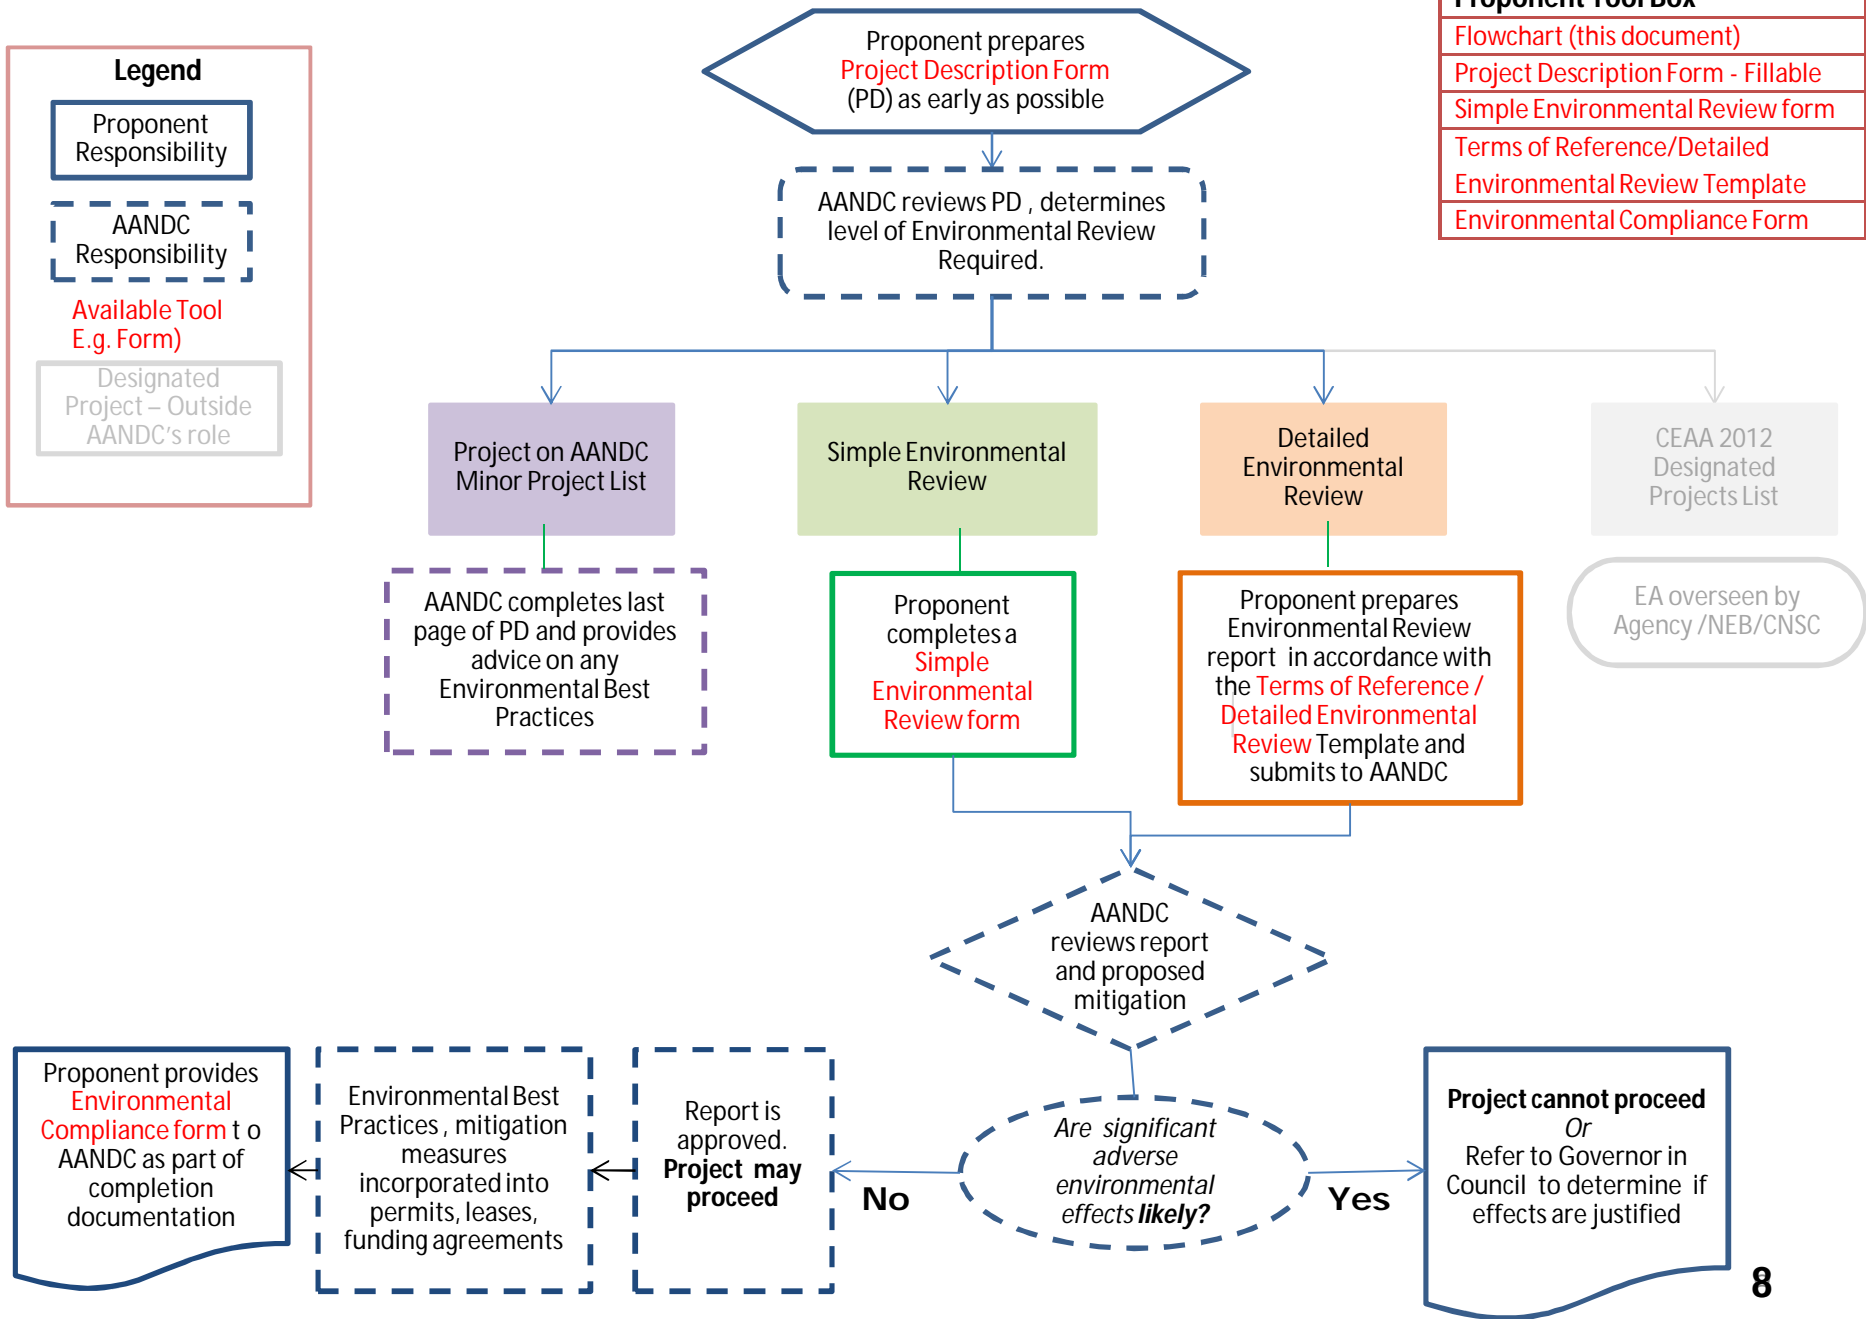 Proponent Tool Box
Flowchart (this document)
Project Description Form - Fillable
Simple Environmental Review form
Terms of Reference/Detailed
Environmental Review Template
Environmental Compliance Form
Legend
Proponent
Responsibility
AANDC
Responsibility
Available Tool
E.g. Form)
Designated
Project – Outside
AANDC's role
Proponent prepares
Project Description Form
(PD) as early as possible
AANDC reviews PD , determines
level of Environmental Review
Required.
Project on AANDC
Minor Project List
Simple Environmental
Review
Detailed
Environmental
Review
CEAA 2012
Designated
Projects List
AANDC completes last
page of PD and provides
advice on any
Environmental Best
Practices
Proponent
completes a
Simple
Environmental
Review form
Proponent prepares
Environmental Review
report in accordance with
the Terms of Reference /
Detailed Environmental
Review Template and
submits to AANDC
EA overseen by
Agency /NEB/CNSC
AANDC
reviews report
and proposed
mitigation
Proponent provides
Environmental
Compliance form t o
AANDC as part of
completion
documentation
Environmental Best
Practices , mitigation
measures
incorporated into
permits, leases,
funding agreements
Report is
approved.
Project may
proceed
No
Are significant
adverse
environmental
effects likely?
Yes
Project cannot proceed
Or
Refer to Governor in
Council to determine if
effects are justified
8